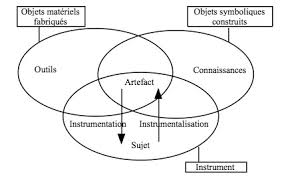 Objets matériels
fabriqués
Objets symboliques
construits
Outils
Connaissances
Artefact
Instrumentation
Instrumentalisation
Sujet
Instrument